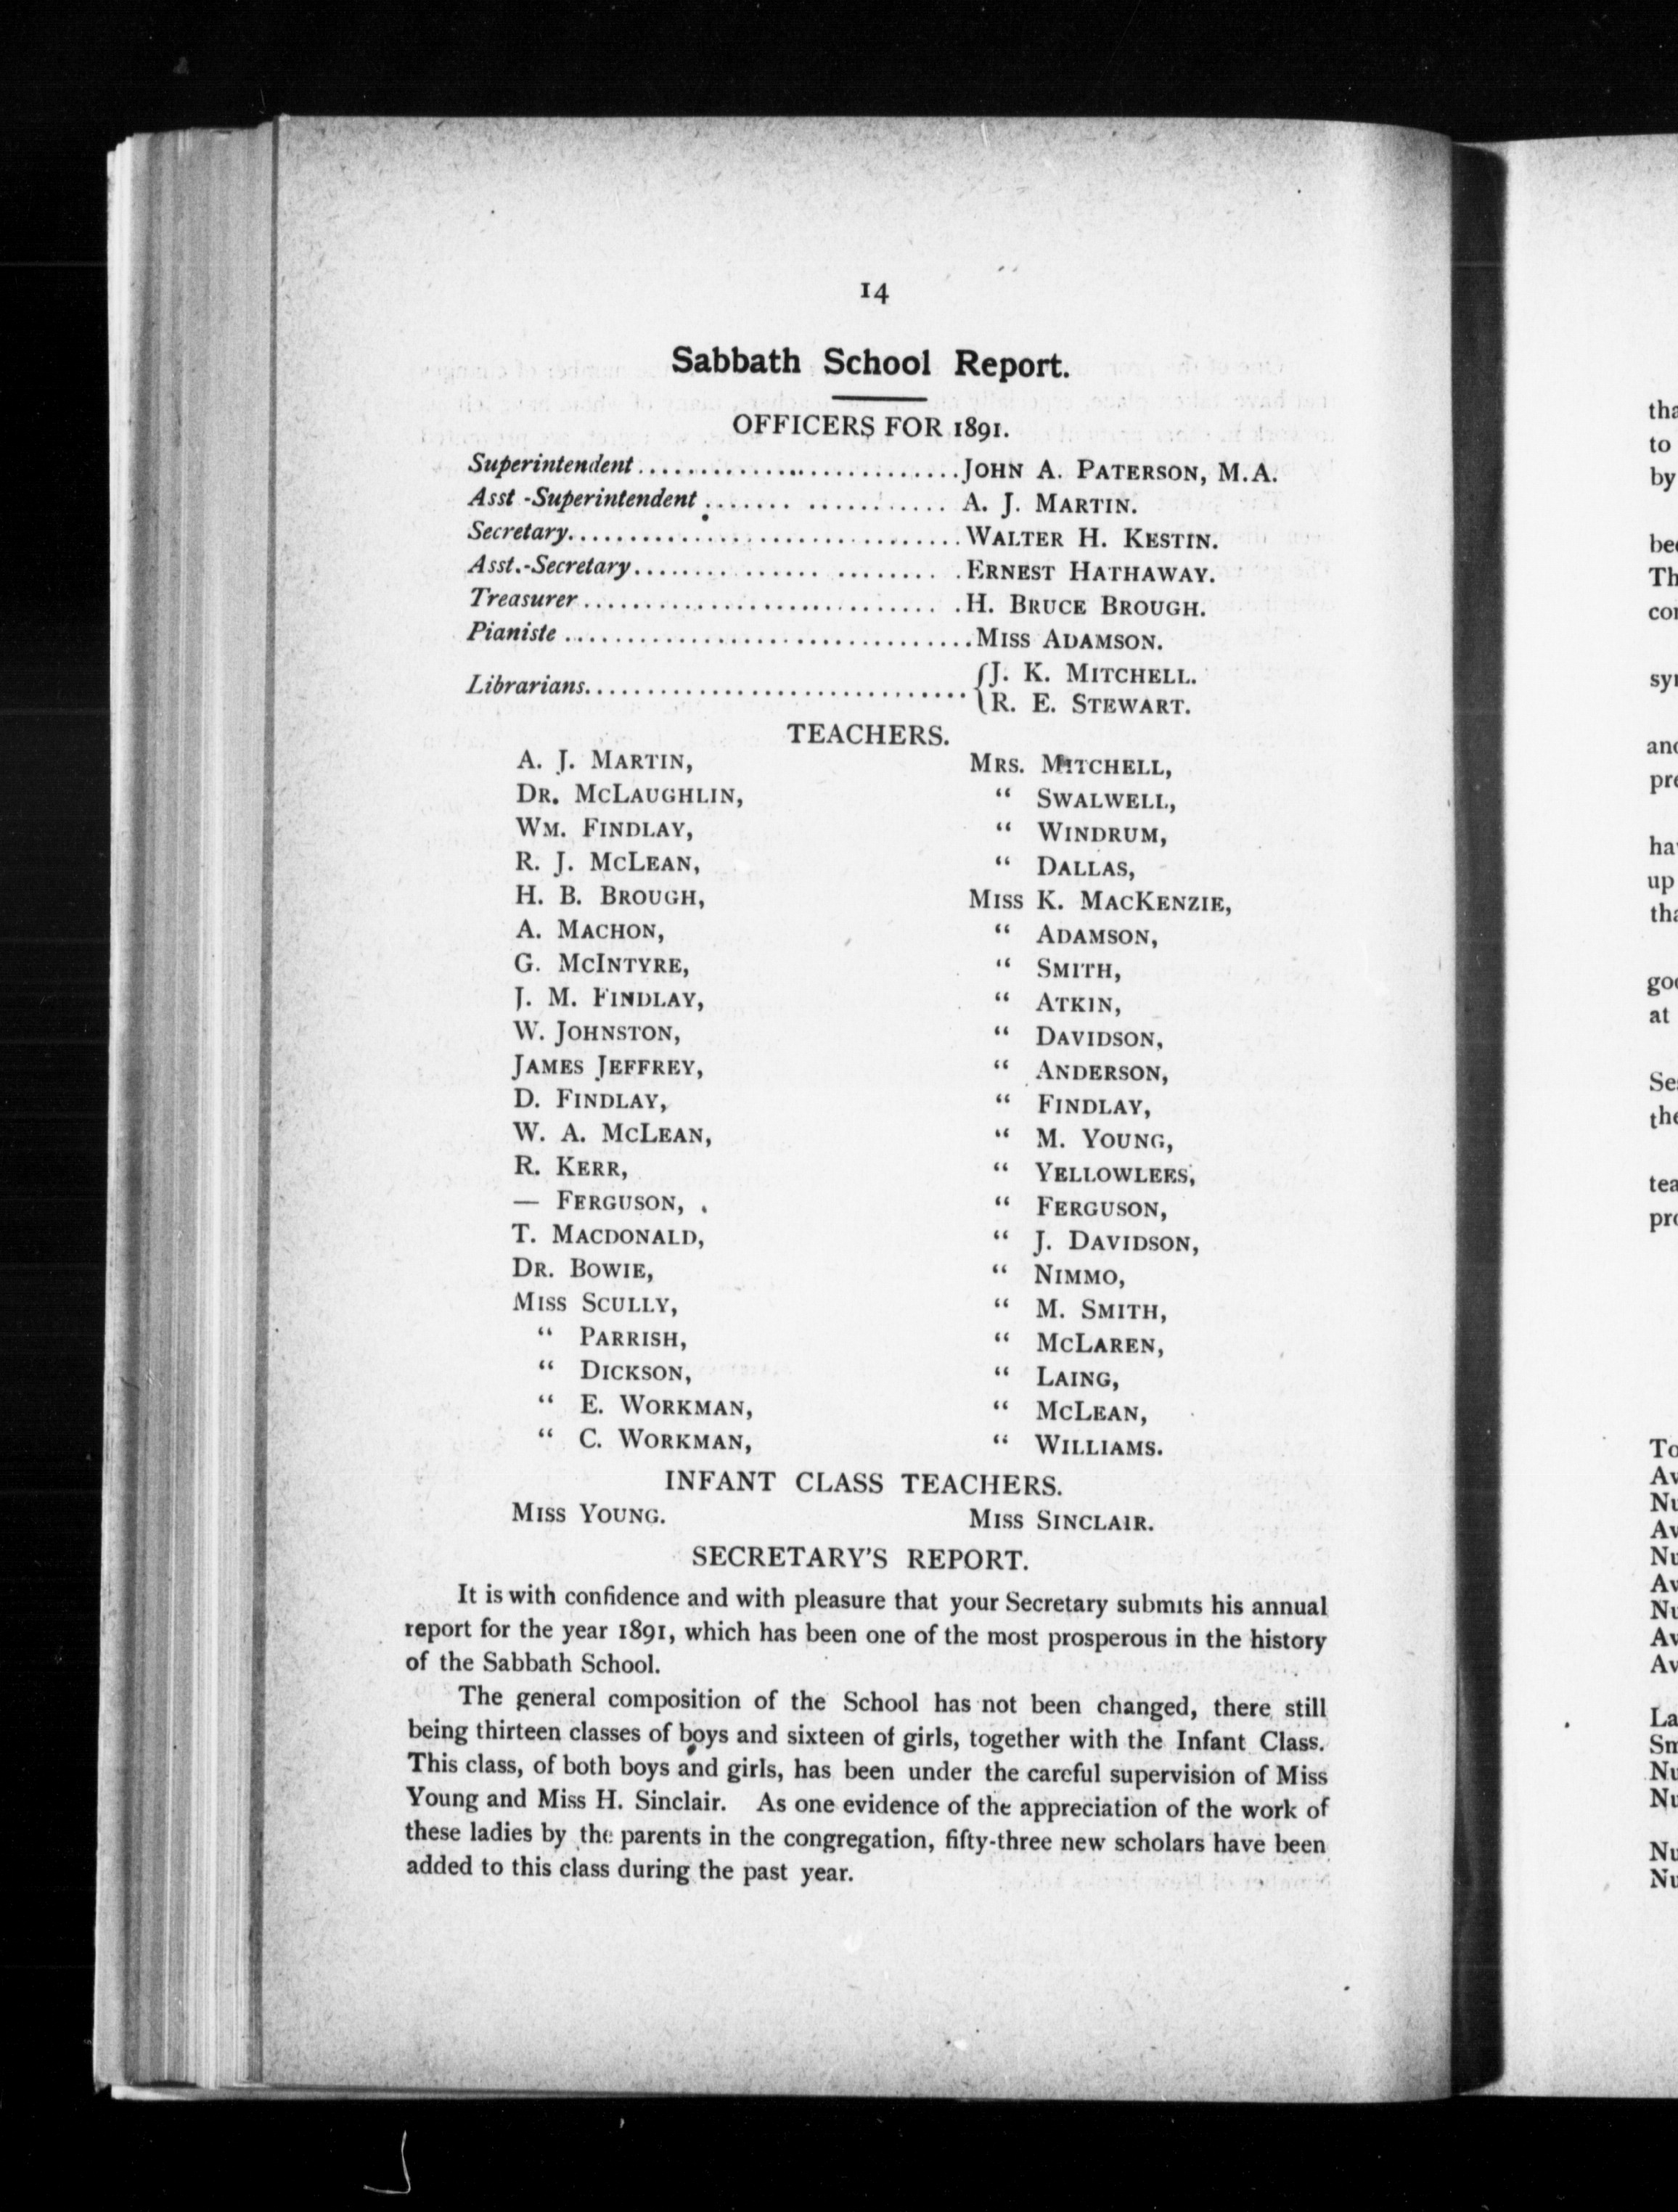 14
Sabbath School Report.
OFFICERS FOR 1891.
Superintendent..........................JOHN A. PATERSON, M.A.
Asst -Superintendent.................... A. J. MARTIN.
Secretary................................WALTER H. KESTIN.
Asst.-Secretary..........................ERNEST HATHAWAY.
Treasurer...............................H. BRUCE BROUGH.
Pianiste.................................MISS ADAMSON.
Librarians...............................{J. K. MITCHELL.
{R. E. STEWART.
TEACHERS.
A. J. MARTIN,
DR. MCLAUGHLIN,
WM. FINDLAY,
R. J. MCLEAN,
H. B. BROUGH,
A. MACHON,
G. MCINTYRE,
J. M. FINDLAY,
W. JOHNSTON,
JAMES JEFFREY,
D. FINDLAY,
W. A. MCLEAN,
R. KERR,
— FERGUSON,
T. MACDONALD,
DR. BOWIE,
MISS SCULLY,
“ PARRISH,
“ DICKSON,
“ E. WORKMAN,
“ C. WORKMAN,
MRS. MITCHELL,
“ SWALWELL,
“ WINDRUM,
“ DALLAS,
MISS K. MACKENZIE,
“ ADAMSON,
“ SMITH,
“ ATKIN,
“ DAVIDSON,
“ ANDERSON,
“ FINDLAY,
“ M. YOUNG,
“ YELLOWLEES,
“ FERGUSON,
“ J. DAVIDSON,
“ NIMMO,
“ M. SMITH,
“ MCLAREN,
“ LAING,
“ MCLEAN,
“ WILLIAMS.
INFANT CLASS TEACHERS.
MISS YOUNG. MISS SINCLAIR.
SECRETARY'S REPORT.
It is with confidence and with pleasure that your Secretary submits his annual
report for the year 1891, which has been one of the most prosperous in the history
of the Sabbath School.
The general composition of the School has not been changed, there still
being thirteen classes of boys and sixteen of girls, together with the Infant Class.
This class, of both boys and girls, has been under the careful supervision of Miss
Young and Miss H. Sinclair. As one evidence of the appreciation of the work of
these ladies by the parents in the congregation, fifty-three new scholars have been
added to this class during the past year.